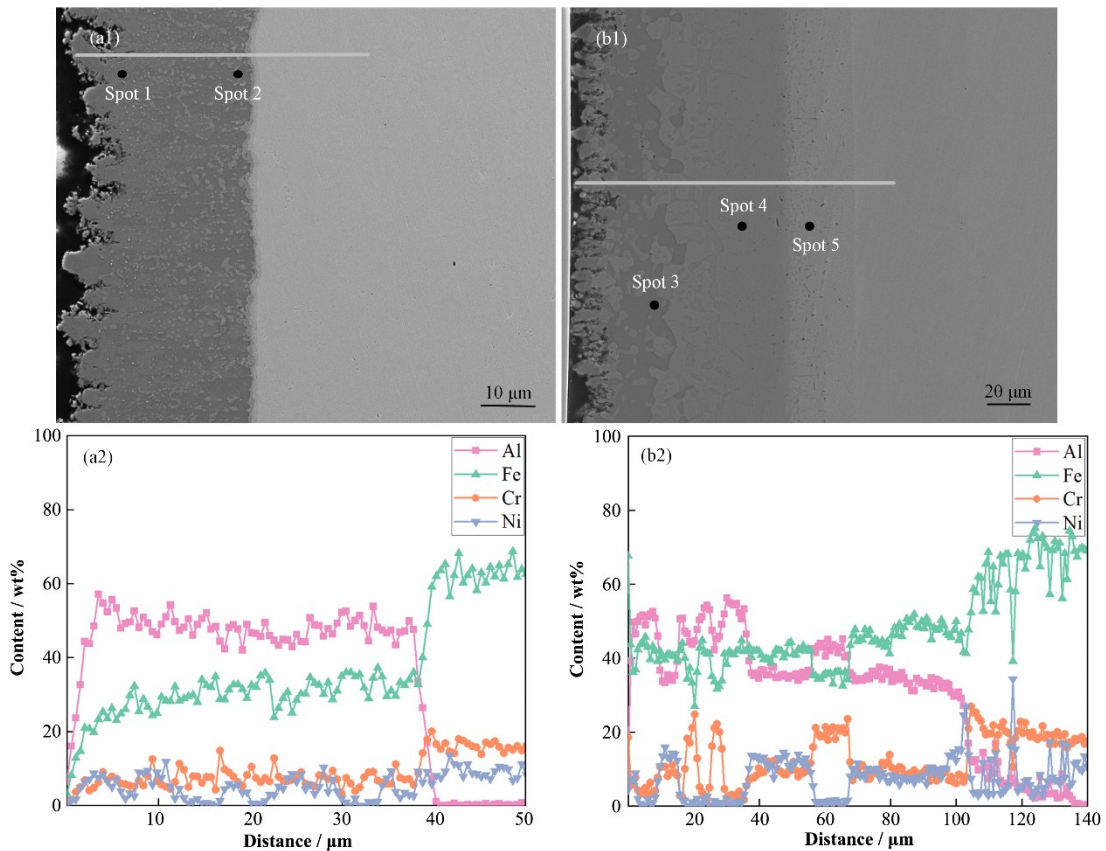 (a1)
Spot 1
Spot 2
10 μm
(b1)
Spot 4
Spot 5
Spot 3
20 μm
100
80
60
40
20
0
Content / wt%
(a2)
Al
Fe
Cr
Ni
10
20
30
40
50
Distance / μm
100
80
60
40
20
0
Content / wt%
(b2)
Al
Fe
Cr
Ni
20
40
60
80
100
120
140
Distance / μm